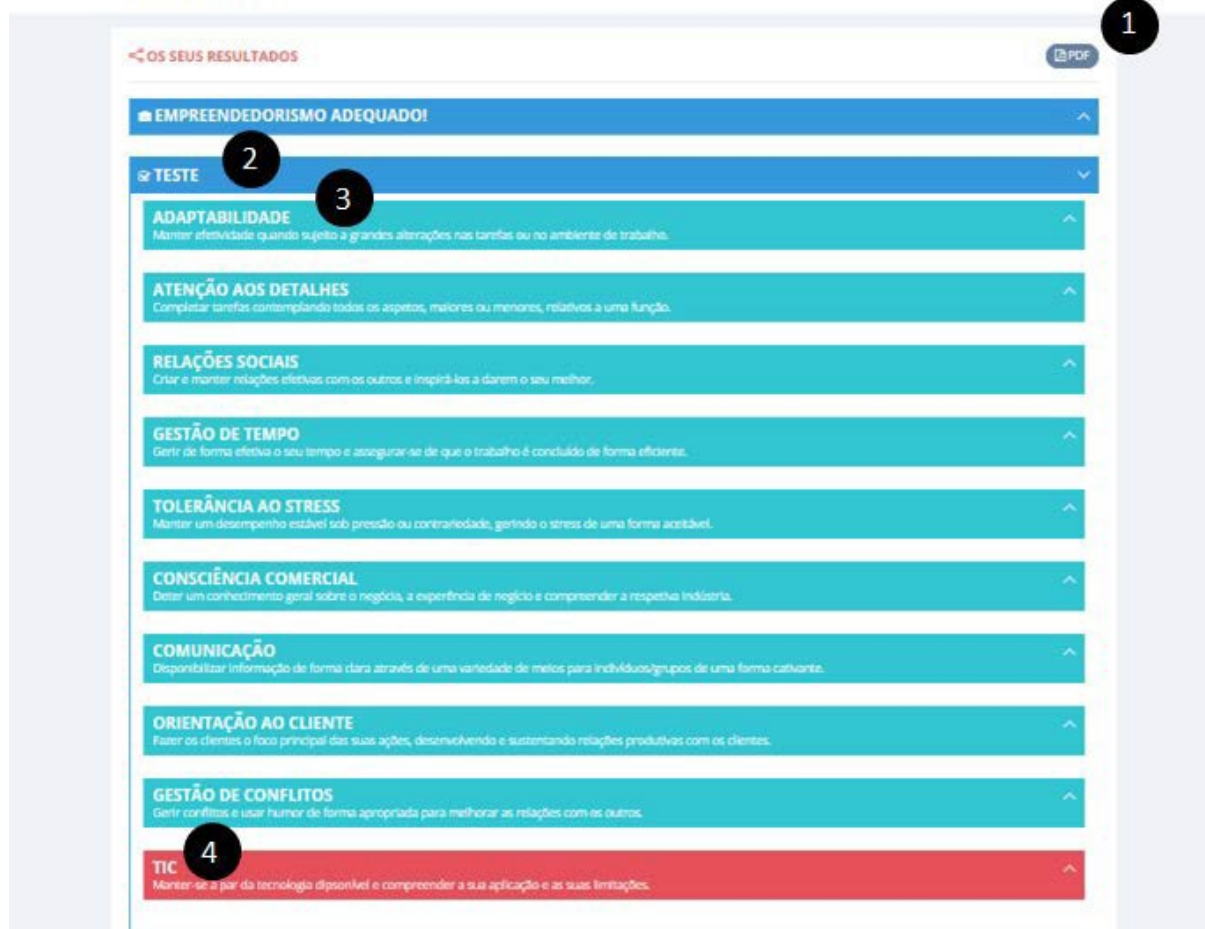 1
OS SEUS RESULTADOS
PDF
EMPREENDEDORISMO ADEQUADO!
2
TESTE
3
ADAPTABILIDADE
Manter efetividade quando sujeito a grandes alterações nas tarefas ou no ambiente de trabalho.
ATENÇÃO AOS DETALHES
Completar tarefas contemplando todos os aspetos, maiores ou menores, relativos a uma função.
RELAÇÕES SOCIAIS
Criar e manter relações efetivas com os outros e inspirá-los a darem o seu melhor.
GESTÃO DE TEMPO
Gerir de forma efetiva o seu tempo e assegurar-se de que o trabalho é concluído de forma eficiente.
TOLERÂNCIA AO STRESS
Manter um desempenho estável sob pressão ou contrariedade, gerindo o stress de uma forma aceitável.
CONSCIÊNCIA COMERCIAL
Deter um conhecimento geral sobre o negócio, a experiência de negício e compreender a respetiva indústria.
COMUNICAÇÃO
Disponibilizar informação de forma clara através de uma variedade de meios para indivíduos/grupos de uma forma cativante.
ORIENTAÇÃO AO CLIENTE
Fazer os clientes o foco principal das suas ações, desenvolvendo e sustentando relações produtivas com os clientes.
GESTÃO DE CONFLITOS
Gerir conflitos e usar humor de forma apropriada para melhorar as relações com os outros.
4
TIC
Manter-se a par da tecnologia dipsonível e compreender a sua aplicação e as suas limitações.